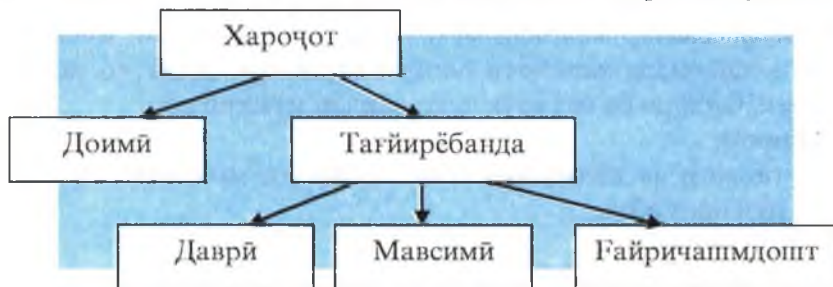 Хароҷот
Доимӣ Тағйирёбанда
Даврӣ Мавсимӣ Ғайричашмдошт